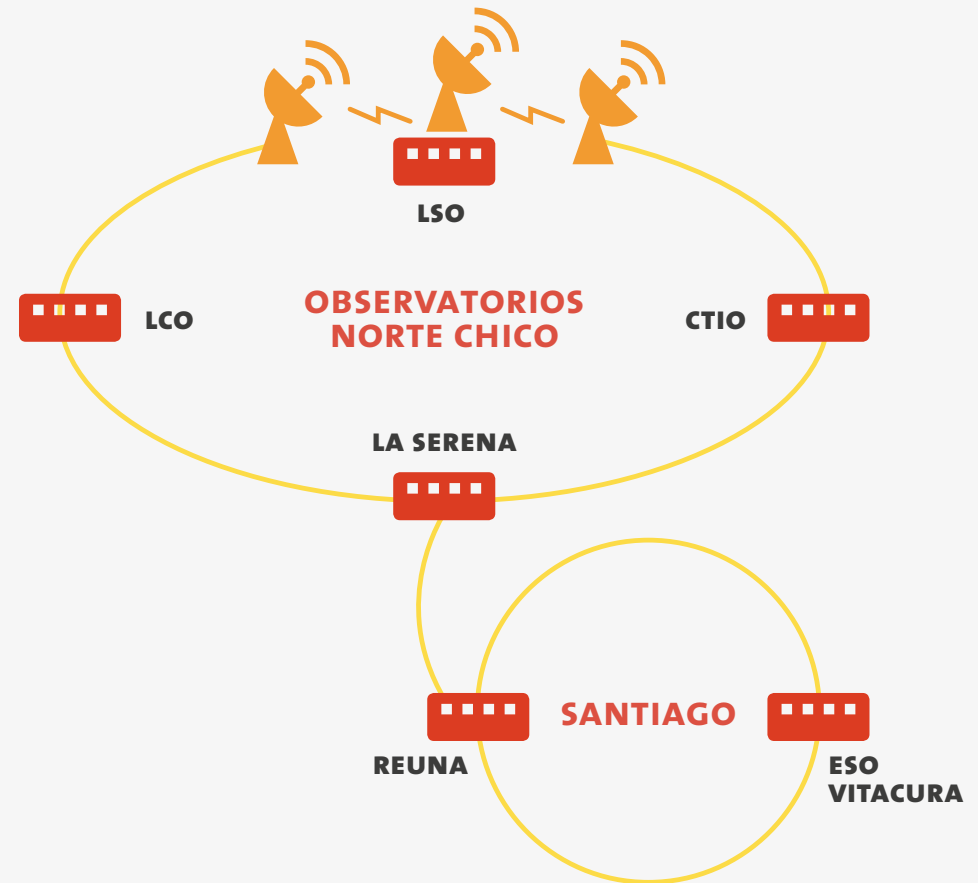 LSO
OBSERVATORIOS
NORTE CHICO
LCO
CTIO
LA SERENA
SANTIAGO
REUNA
ESO
VITACURA